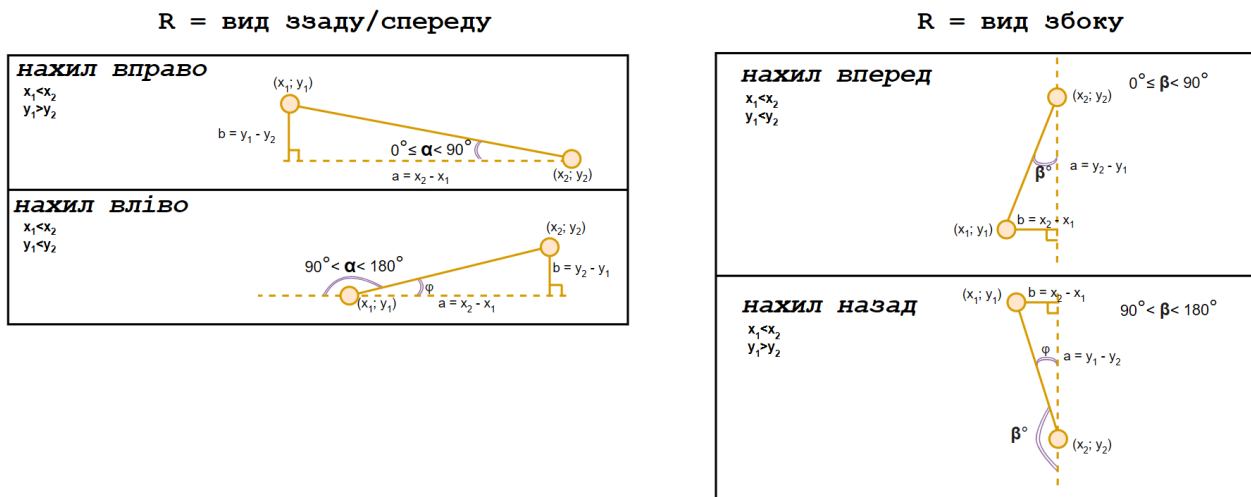 R = вид ззаду/спереду
нахил вправо
x₁<x₂
y₁>y₂
(x₁; y₁)
b = y₁ - y₂
0°≤ α< 90°
a = x₂ - x₁
(x₂; y₂)
нахил вліво
x₁<x₂
y₁<y₂
(x₂; y₂)
90°< α< 180°
b = y₂ - y₁
φ
(x₁; y₁)
a = x₂ - x₁
R = вид збоку
нахил вперед
x₁<x₂
y₁<y₂
0°≤ β< 90°
(x₂; y₂)
β°
a = y₂ - y₁
(x₁; y₁)
b = x₂ - x₁
нахил назад
x₁<x₂
y₁>y₂
(x₁; y₁)
b = x₂ - x₁
90°< β< 180°
φ
a = y₁ - y₂
β°
(x₂; y₂)